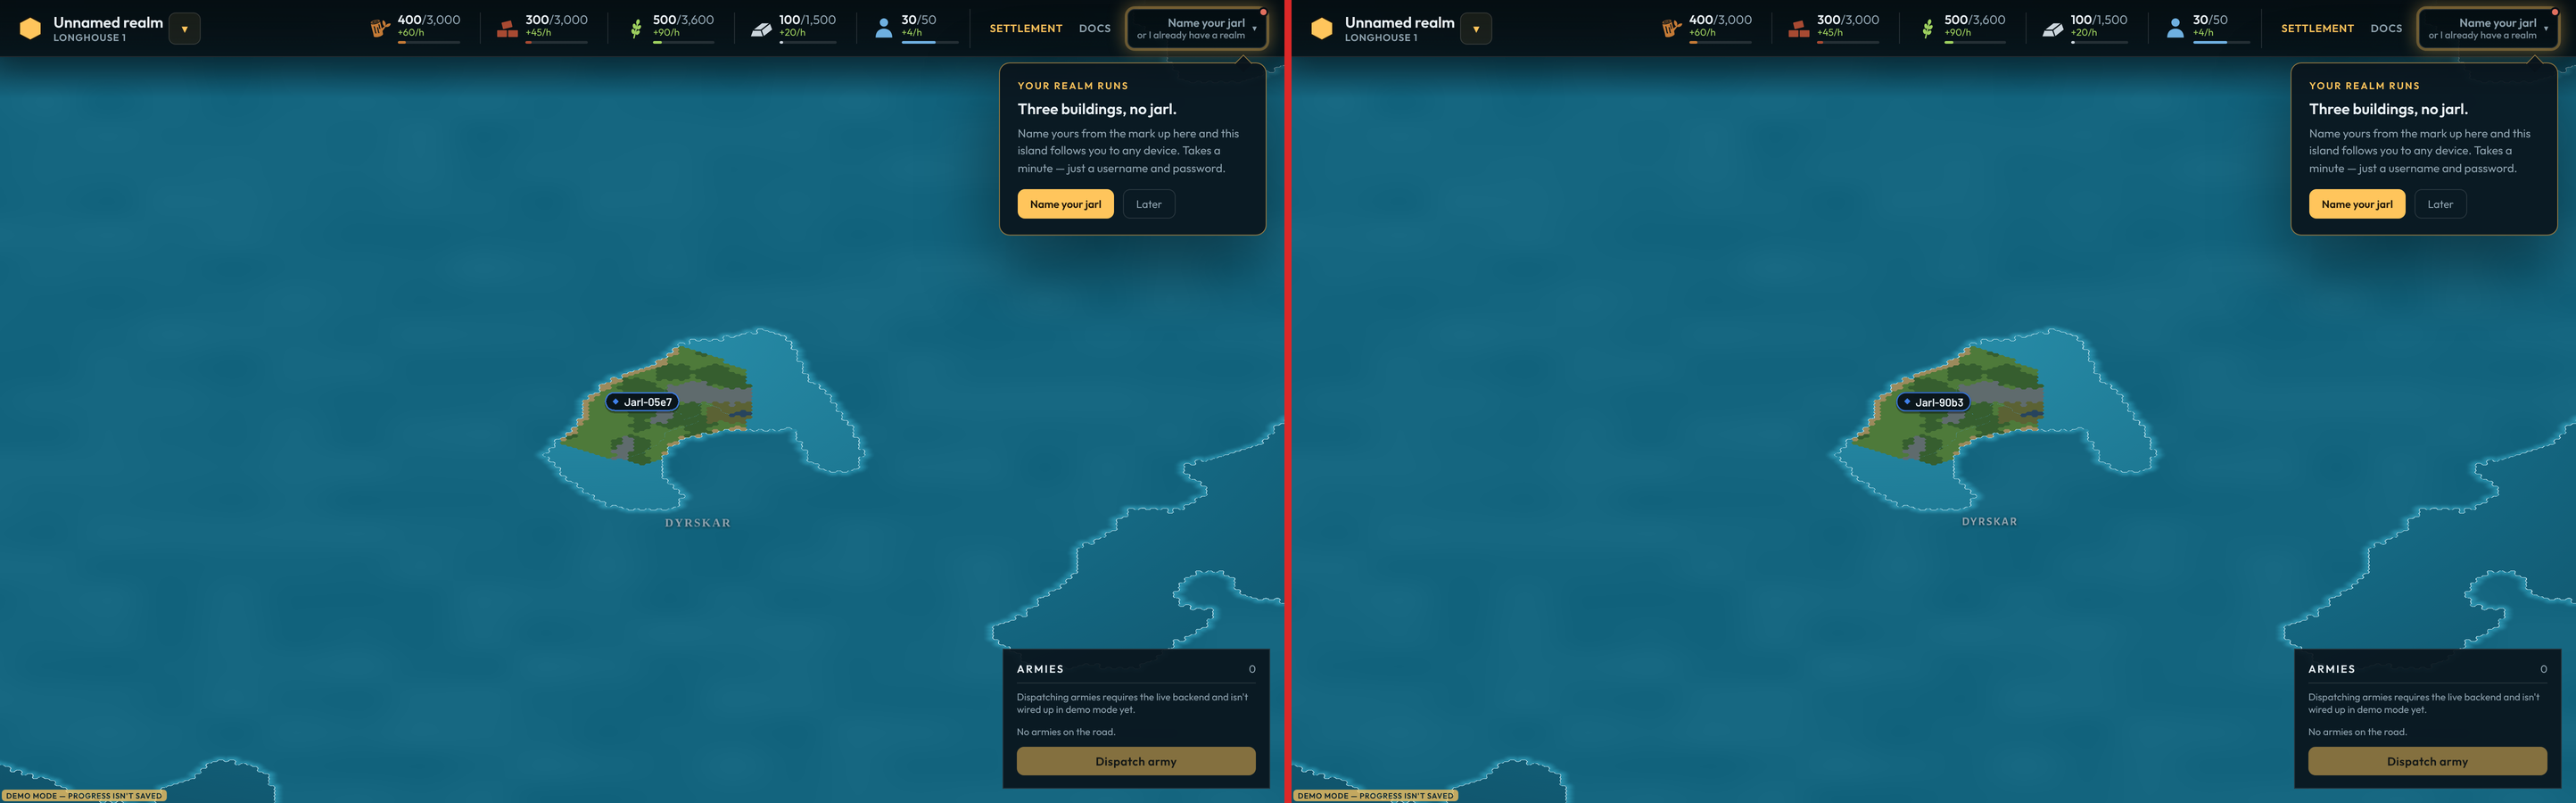 Unnamed realm
LONGHOUSE 1
▼
400/3,000
+60/h
300/3,000
+45/h
500/3,600
+90/h
100/1,500
+20/h
30/50
+4/h
SETTLEMENT
DOCS
Name your jarl
or I already have a realm
YOUR REALM RUNS
Three buildings, no jarl.
Name yours from the mark up here and this
island follows you to any device. Takes a
minute — just a username and password.
Name your jarl
Later
Jarl-05e7
DYRSKAR
ARMIES 0
Dispatching armies requires the live backend and isn't
wired up in demo mode yet.
No armies on the road.
Dispatch army
DEMO MODE — PROGRESS ISN'T SAVED
Unnamed realm
LONGHOUSE 1
▼
400/3,000
+60/h
300/3,000
+45/h
500/3,600
+90/h
100/1,500
+20/h
30/50
+4/h
SETTLEMENT
DOCS
Name your jarl
or I already have a realm
YOUR REALM RUNS
Three buildings, no jarl.
Name yours from the mark up here and this
island follows you to any device. Takes a
minute — just a username and password.
Name your jarl
Later
Jarl-90b3
DYRSKAR
ARMIES 0
Dispatching armies requires the live backend and isn't
wired up in demo mode yet.
No armies on the road.
Dispatch army
DEMO MODE — PROGRESS ISN'T SAVED